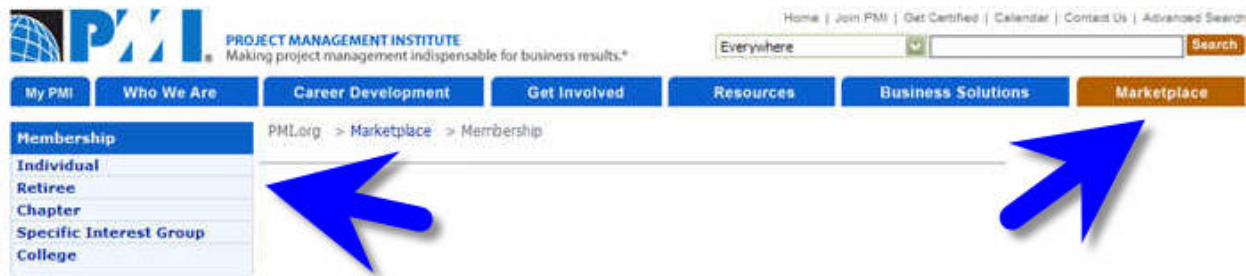 Home | Join PMI | Get Certified | Calendar | Contact Us | Advanced Search
PMI.
PROJECT MANAGEMENT INSTITUTE
Making project management indispensable for business results.®
Everywhere
Search
My PMI
Who We Are
Career Development
Get Involved
Resources
Business Solutions
Marketplace
Membership
PMI.org > Marketplace > Membership
Individual
Retiree
Chapter
Specific Interest Group
College